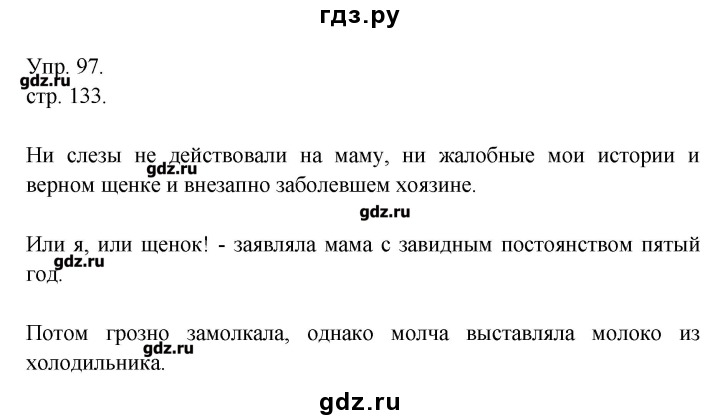 гдз.ру
Упр. 97.
gdz.ru
стр. 133.
Ни слезы не действовали на маму, ни жалобные мои истории и
gdz.ru
верном щенке и внезапно заболевшем хоязине.
gdz.ru
Или я, или щенок! - заявляла мама с завидным постоянством пятый
gdz.ru
год.
Потом грозно замолкала, однако молча выставляла молоко из
gdz.ru
холодильника.
gdz.ru